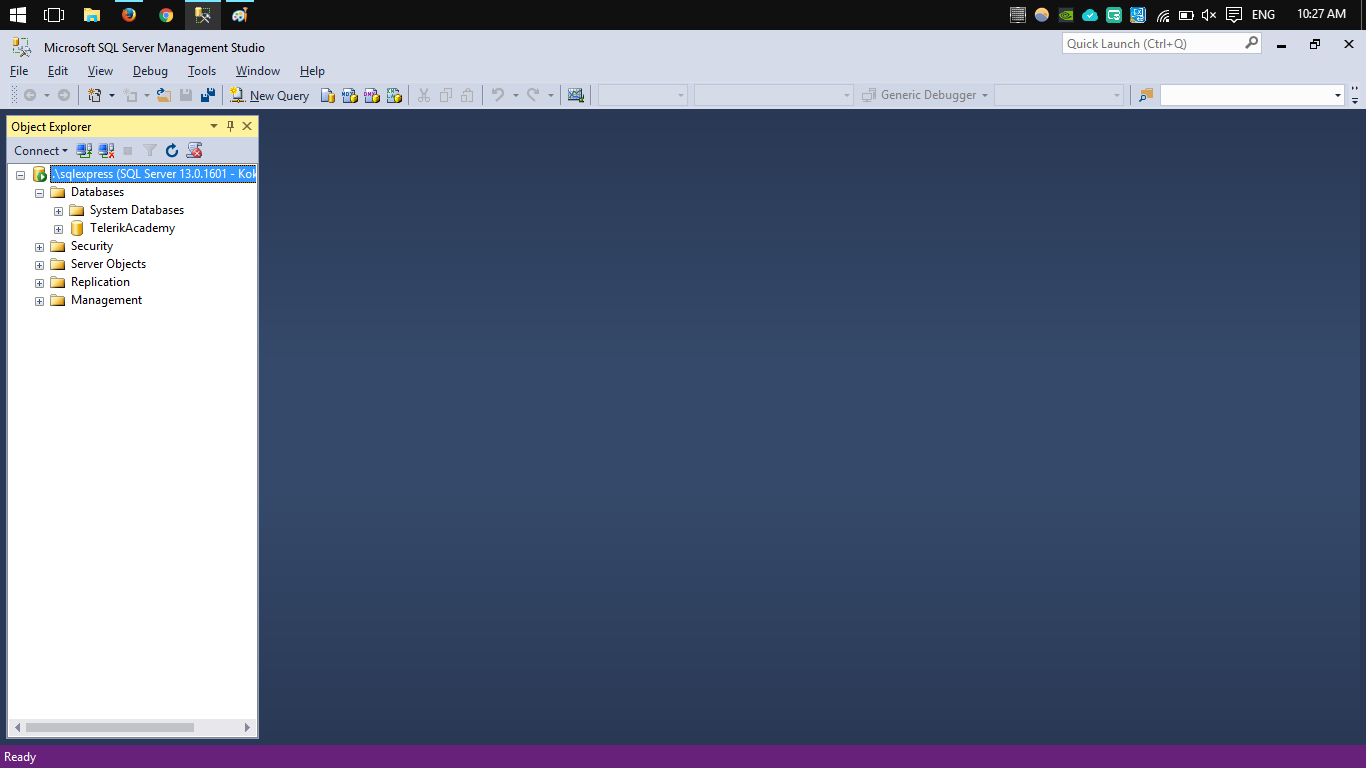 ENG
10:27 AM
Microsoft SQL Server Management Studio
Quick Launch (Ctrl+Q)
File Edit View Debug Tools Window Help
New Query
Generic Debugger
Object Explorer
Connect
.\sqlexpress (SQL Server 13.0.1601 - Kok
Databases
System Databases
TelerikAcademy
Security
Server Objects
Replication
Management
Ready